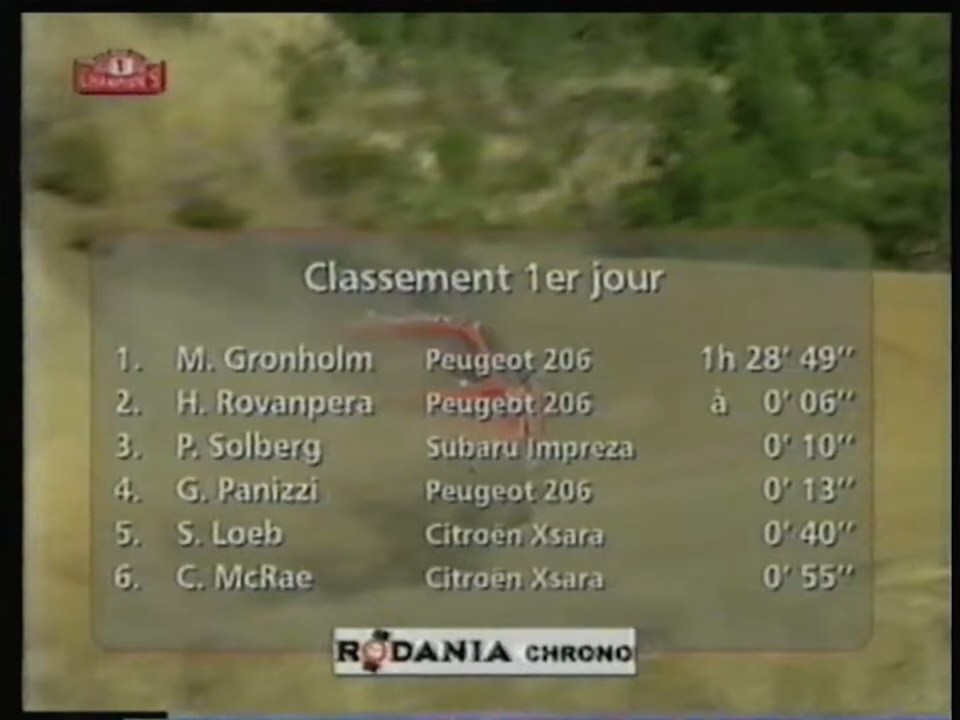 1
CHAMPION'S
Classement 1er jour
1. M. Gronholm Peugeot 206 1h 28' 49''
2. H. Rovanpera Peugeot 206 à 0' 06''
3. P. Solberg Subaru Impreza 0' 10''
4. G. Panizzi Peugeot 206 0' 13''
5. S. Loeb Citroën Xsara 0' 40''
6. C. McRae Citroën Xsara 0' 55''
RODANIA CHRONO